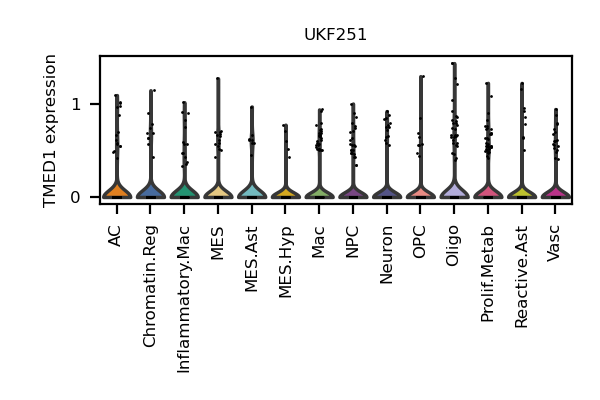 UKF251
TMED1 expression
1
0
AC
Chromatin.Reg
Inflammatory.Mac
MES
MES.Ast
MES.Hyp
Mac
NPC
Neuron
OPC
Oligo
Prolif.Metab
Reactive.Ast
Vasc